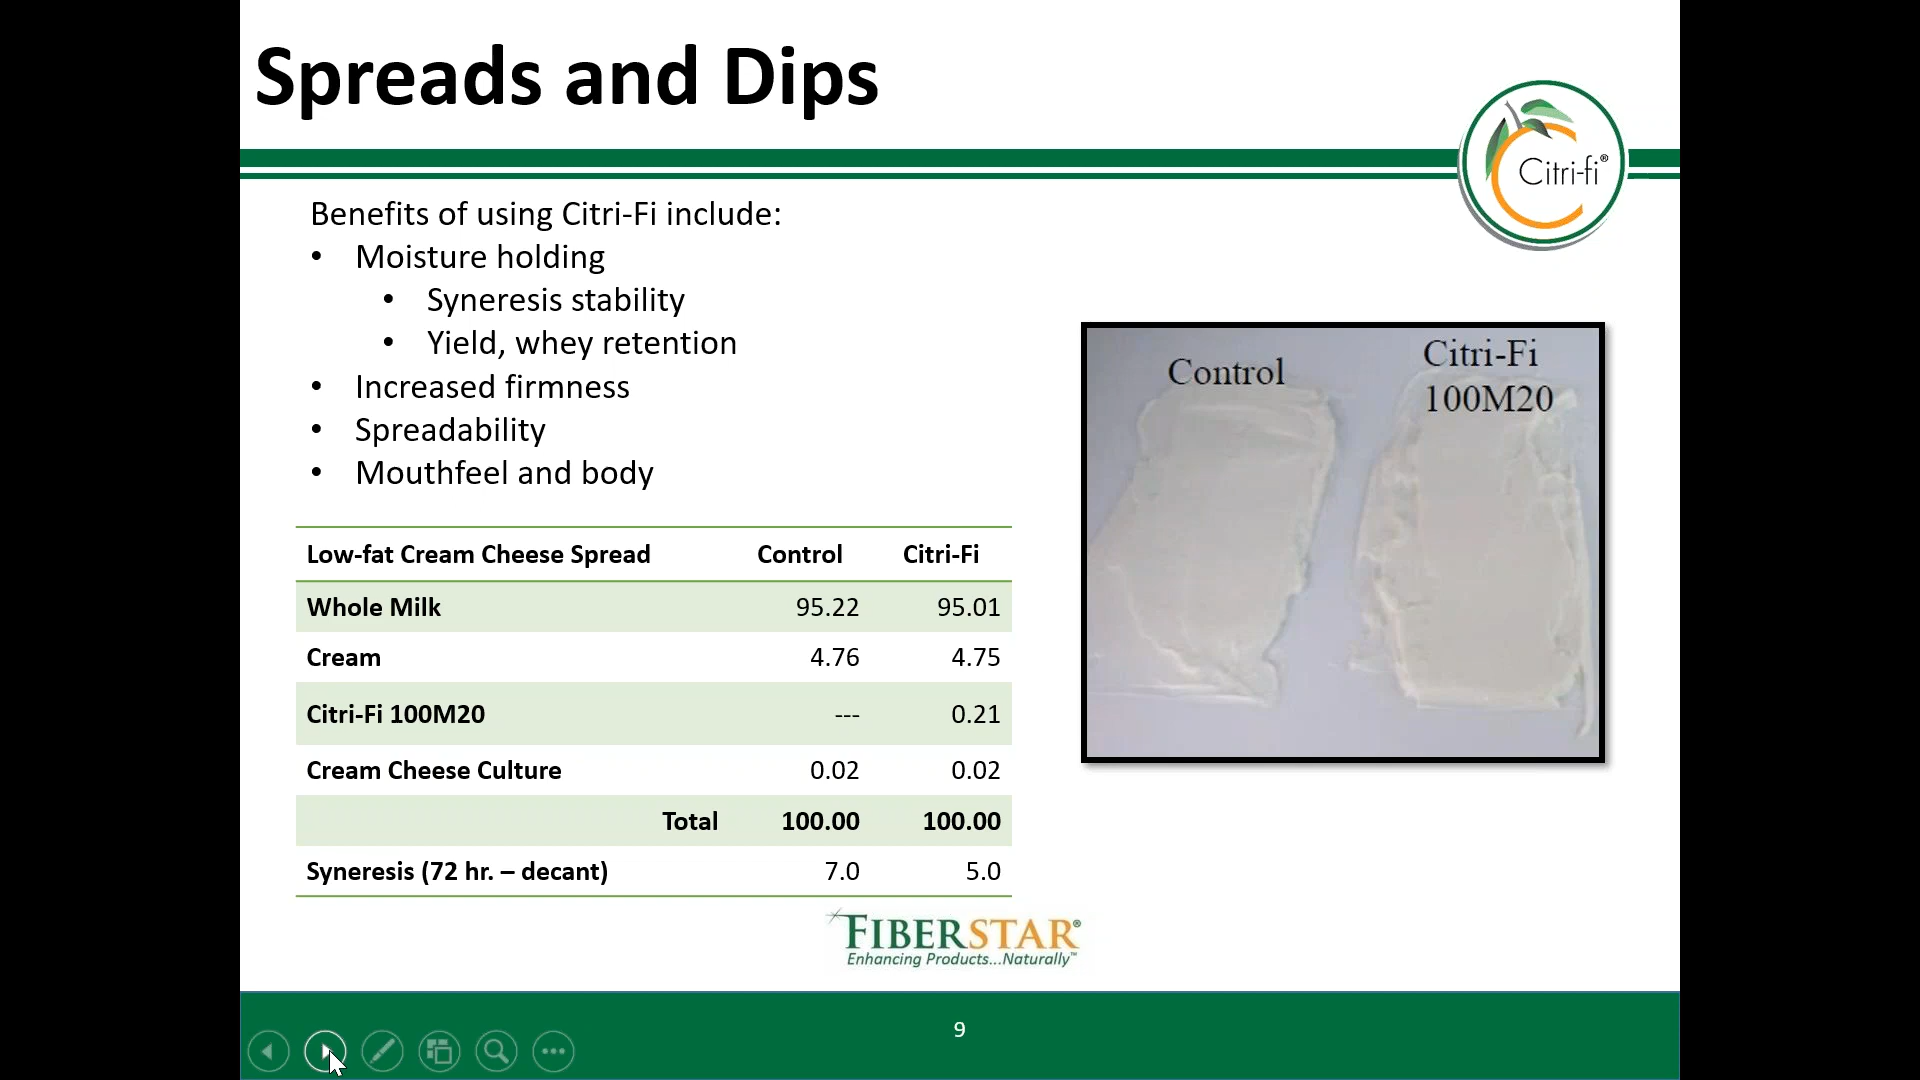 Spreads and Dips
Citri-fi®
Benefits of using Citri-Fi include:
• Moisture holding
• Syneresis stability
• Yield, whey retention
• Increased firmness
• Spreadability
• Mouthfeel and body
Control
Citri-Fi
100M20
Low-fat Cream Cheese Spread Control Citri-Fi
Whole Milk 95.22 95.01
Cream 4.76 4.75
Citri-Fi 100M20 --- 0.21
Cream Cheese Culture 0.02 0.02
Total 100.00 100.00
Syneresis (72 hr. – decant) 7.0 5.0
FIBERSTAR®
Enhancing Products...Naturally™
9